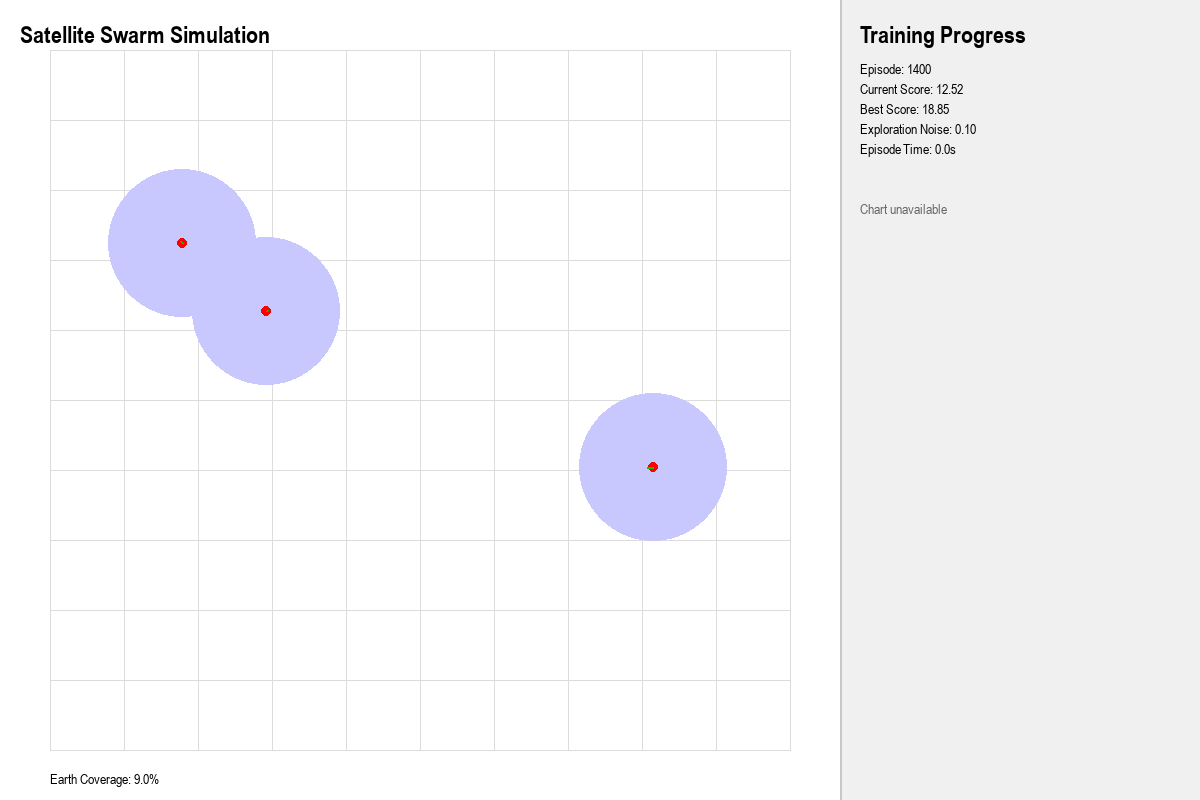 Satellite Swarm Simulation
Earth Coverage: 9.0%
Training Progress
Episode: 1400
Current Score: 12.52
Best Score: 18.85
Exploration Noise: 0.10
Episode Time: 0.0s
Chart unavailable